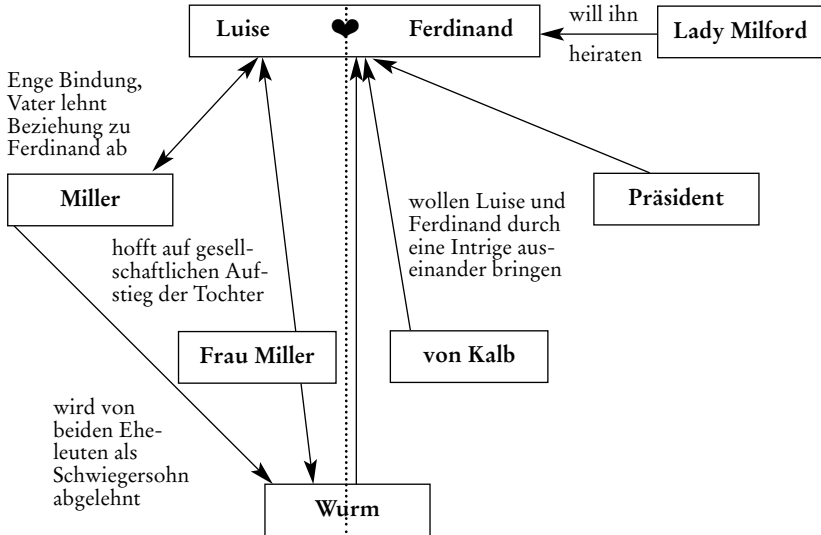 Luise ❤ Ferdinand
will ihn
heiraten
Lady Milford
Enge Bindung,
Vater lehnt
Beziehung zu
Ferdinand ab
Miller
Präsident
wollen Luise und
Ferdinand durch
eine Intrige aus-
einander bringen
hofft auf gesell-
schaftlichen Auf-
stieg der Tochter
Frau Miller
von Kalb
wird von
beiden Ehe-
leuten als
Schwiegersohn
abgelehnt
Wurm